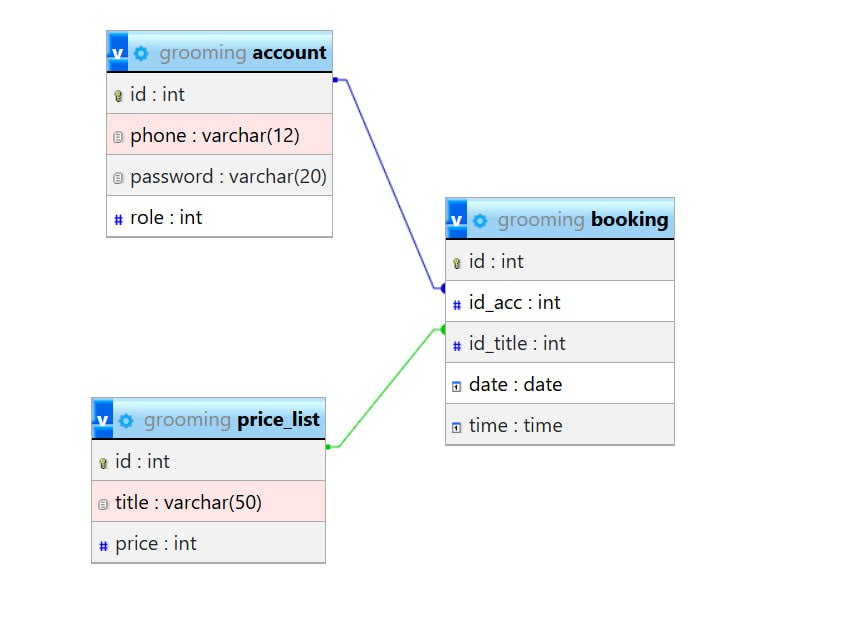 v grooming account
id : int
phone : varchar(12)
password : varchar(20)
# role : int
v grooming booking
id : int
# id_acc : int
# id_title : int
date : date
time : time
v grooming price_list
id : int
title : varchar(50)
# price : int